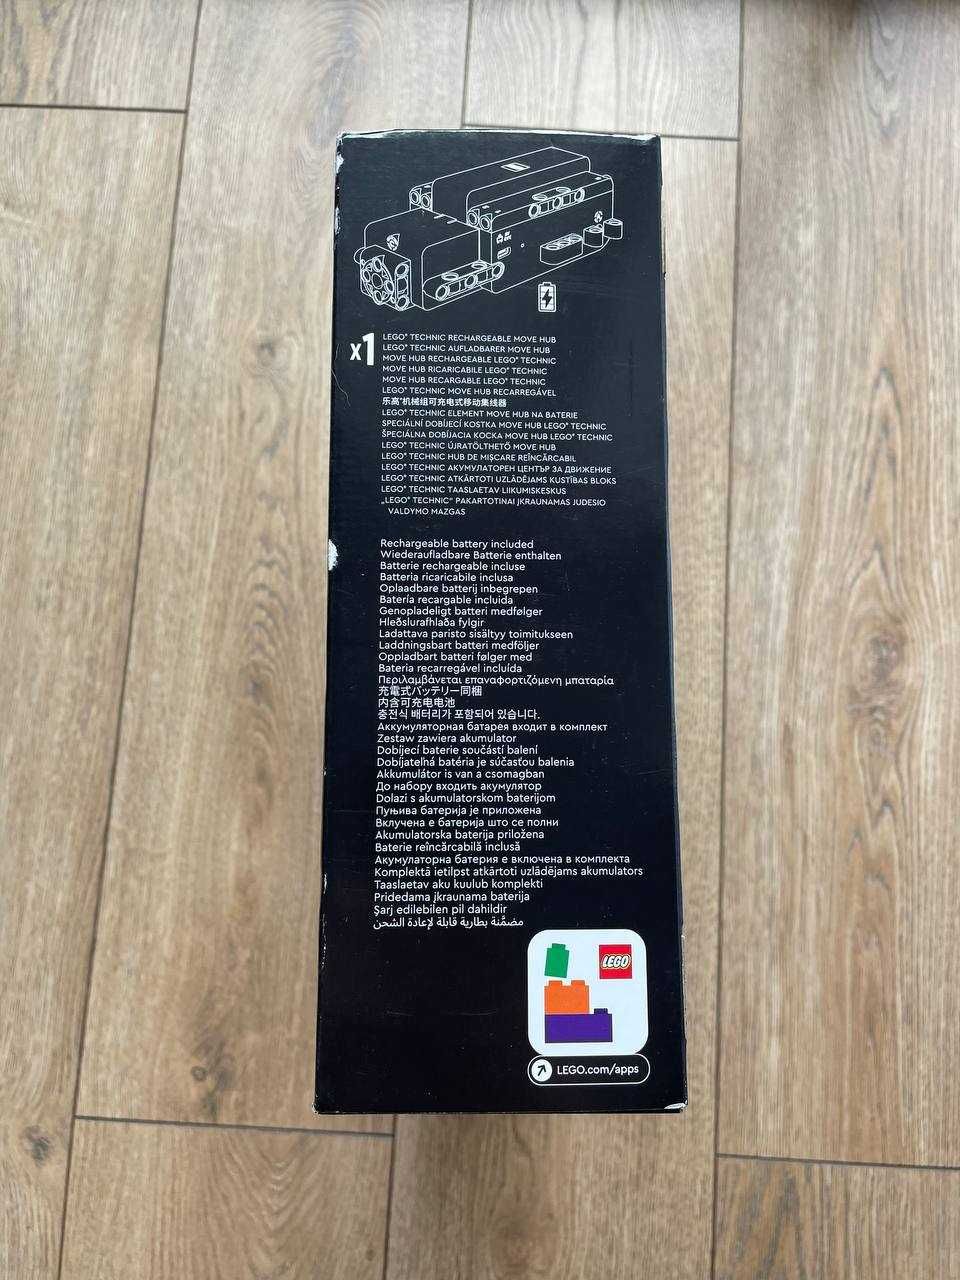 x1
LEGO® TECHNIC RECHARGEABLE MOVE HUB
LEGO® TECHNIC AUFLADBARER MOVE HUB
MOVE HUB RECHARGEABLE LEGO® TECHNIC
MOVE HUB RICARICABILE LEGO® TECHNIC
MOVE HUB RECARGABLE LEGO® TECHNIC
LEGO® TECHNIC MOVE HUB RECARREGÁVEL
乐高®机械组可充电式移动集线器
LEGO® TECHNIC ELEMENT MOVE HUB NA BATERIE
SPECIÁLNÍ DOBÍJECÍ KOSTKA MOVE HUB LEGO® TECHNIC
ŠPECIÁLNA DOBÍJACIA KOCKA MOVE HUB LEGO® TECHNIC
LEGO® TECHNIC ÚJRATÖLTHETŐ MOVE HUB
LEGO® TECHNIC HUB DE MIȘCARE REÎNCĂRCABIL
LEGO® TECHNIC АКУМУЛАТОРЕН ЦЕНТЪР ЗА ДВИЖЕНИЕ
LEGO® TECHNIC ATKĀRTOTI UZLĀDĒJAMS KUSTĪBAS BLOKS
LEGO® TECHNIC TAASLAETAV LIIKUMISKESKUS
„LEGO® TECHNIC“ PAKARTOTINAI ĮKRAUNAMAS JUDESIO
VALDYMO MAZGAS
Rechargeable battery included
Wiederaufladbare Batterie enthalten
Batterie rechargeable incluse
Batteria ricaricabile inclusa
Oplaadbare batterij inbegrepen
Batería recargable incluida
Genopladeligt batteri medfølger
Hleðslurafhlaða fylgir
Ladattava paristo sisältyy toimitukseen
Laddningsbart batteri medföljer
Oppladbart batteri følger med
Bateria recarregável incluída
Περιλαμβάνεται επαναφορτιζόμενη μπαταρία
充電式バッテリー同梱
内含可充电电池
충전식 배터리가 포함되어 있습니다.
Аккумуляторная батарея входит в комплект
Zestaw zawiera akumulator
Dobíjecí baterie součástí balení
Dobíjateľná batéria je súčasťou balenia
Akkumulátor is van a csomagban
До набору входить акумулятор
Dolazi s akumulatorskom baterijom
Пуњива батерија је приложена
Вклучена е батерија што се полни
Akumulatorska baterija priložena
Baterie reîncărcabilă inclusă
Акумулаторна батерия е включена в комплекта
Komplektā ietilpst atkārtoti uzlādējams akumulators
Taaslaetav aku kuulub komplekti
Pridedama įkraunama baterija
Şarj edilebilen pil dahildir
مضمَّنة بطارية قابلة لإعادة الشحن
LEGO
LEGO.com/apps